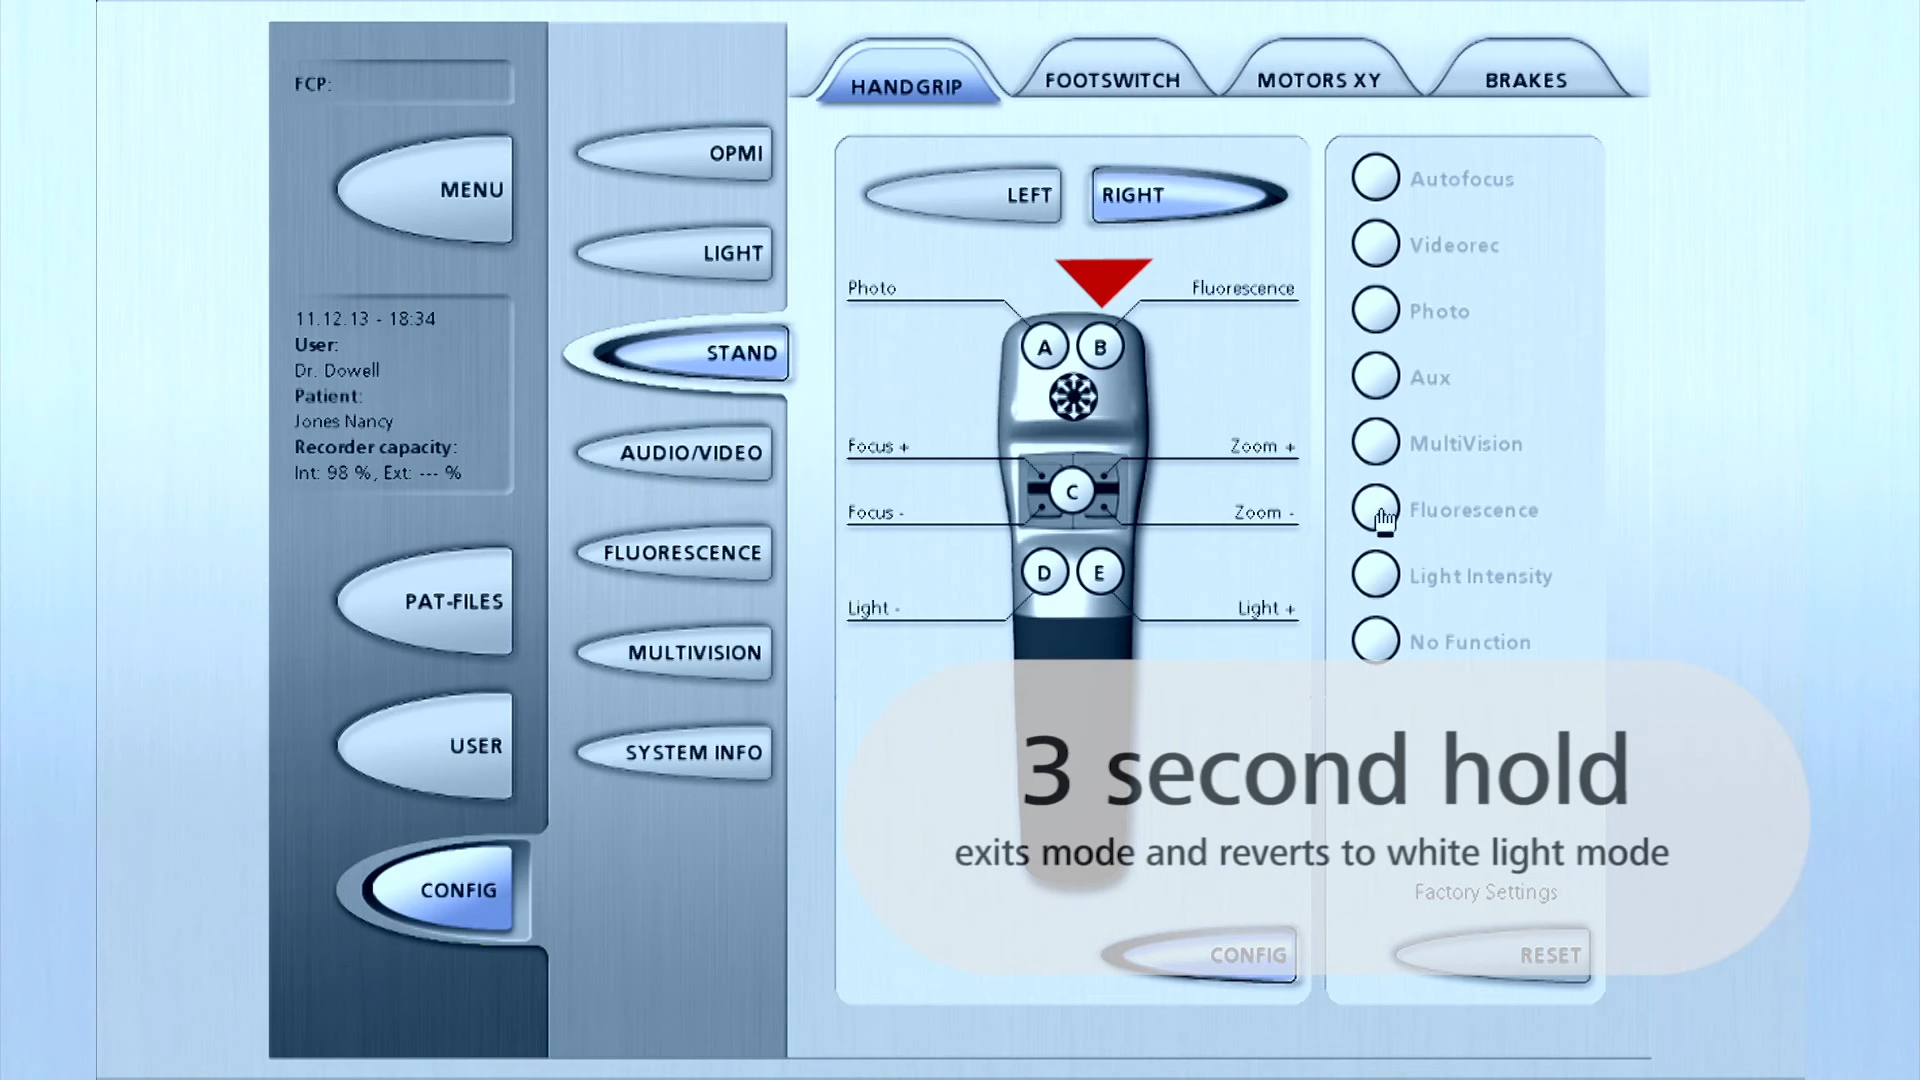 FCP:
MENU
11.12.13 - 18:34
User:
Dr. Dowell
Patient:
Jones Nancy
Recorder capacity:
Int: 98 %, Ext: --- %
PAT-FILES
USER
CONFIG
OPMI
LIGHT
STAND
AUDIO/VIDEO
FLUORESCENCE
MULTIVISION
SYSTEM INFO
HANDGRIP
FOOTSWITCH
MOTORS XY
BRAKES
LEFT
RIGHT
Photo
Fluorescence
A
B
Focus +
Zoom +
C
Focus -
Zoom -
D
E
Light -
Light +
Autofocus
Videorec
Photo
Aux
MultiVision
Fluorescence
Light Intensity
No Function
3 second hold
exits mode and reverts to white light mode
Factory Settings
CONFIG
RESET